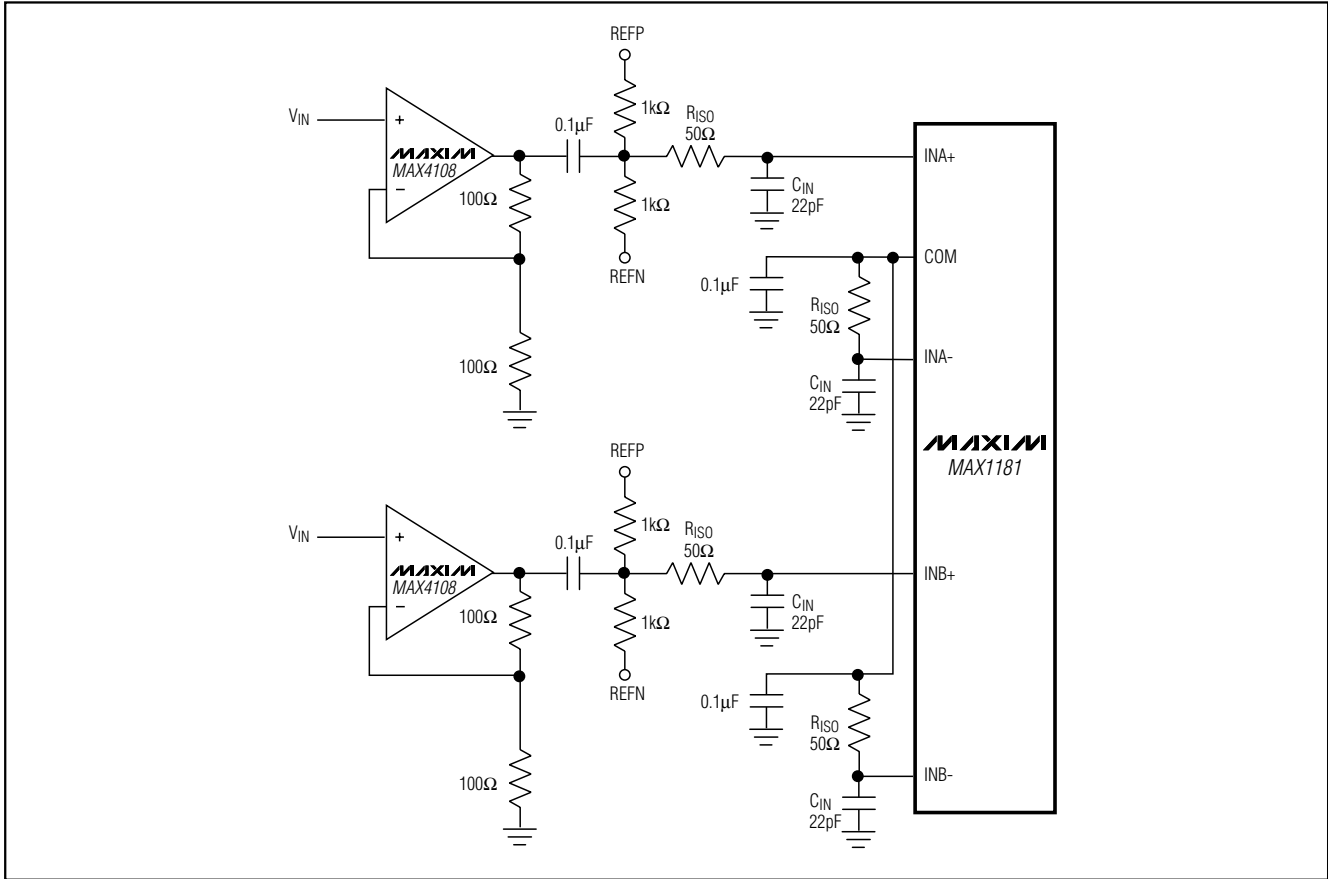 REFP
VIN
+
MAXIM
MAX4108
−
100Ω
100Ω
0.1µF
1kΩ
1kΩ
REFN
RISO
50Ω
CIN
22pF
INA+
COM
0.1µF
RISO
50Ω
INA-
CIN
22pF
MAXIM
MAX1181
REFP
VIN
+
MAXIM
MAX4108
−
100Ω
100Ω
0.1µF
1kΩ
1kΩ
REFN
RISO
50Ω
CIN
22pF
INB+
0.1µF
RISO
50Ω
INB-
CIN
22pF